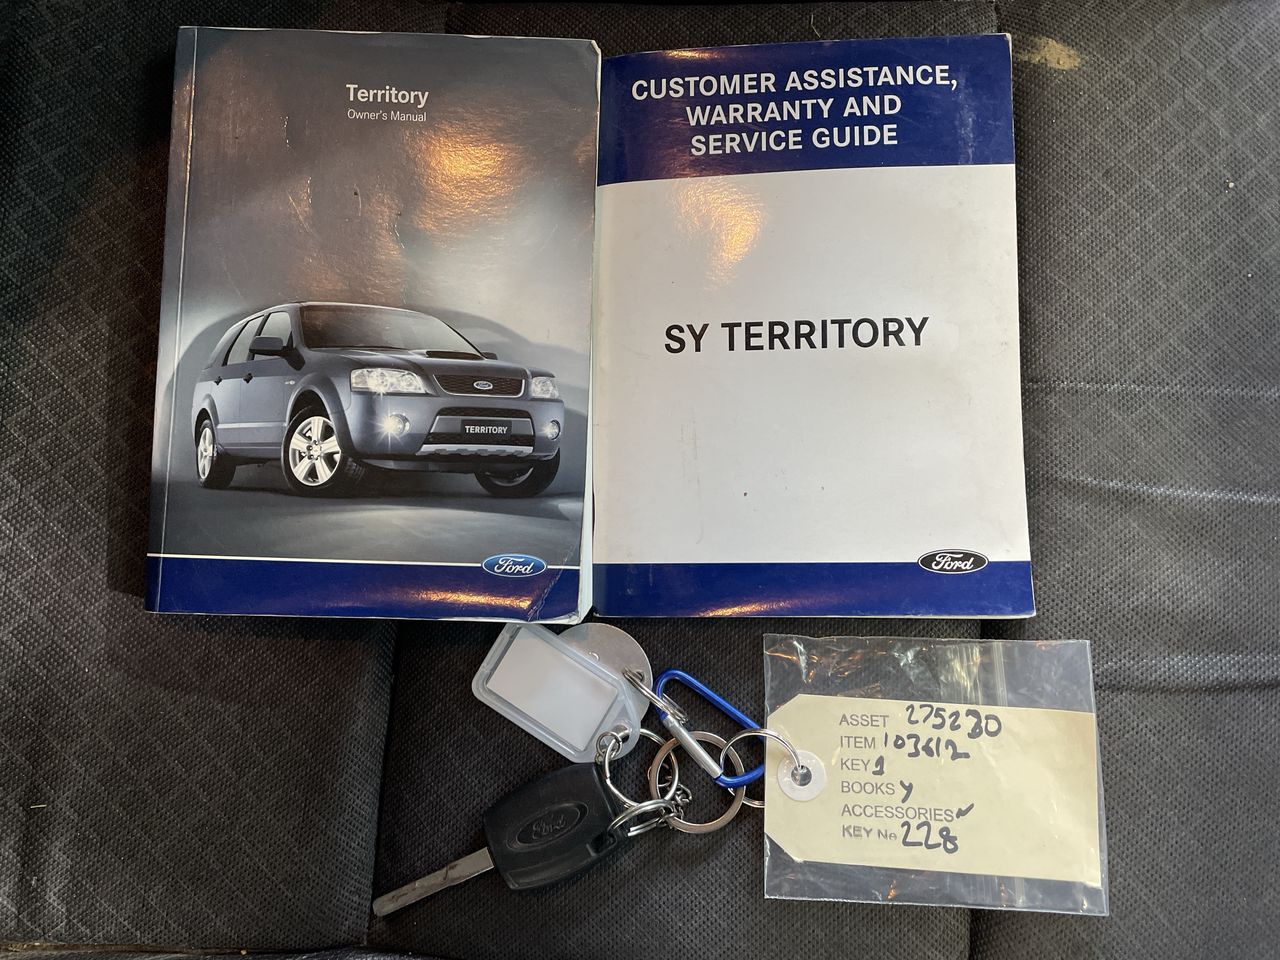 Territory
Owner's Manual
TERRITORY
Ford
CUSTOMER ASSISTANCE,
WARRANTY AND
SERVICE GUIDE
SY TERRITORY
Ford
Ford
ASSET 275230
ITEM 103612
KEY 1
BOOKS Y
ACCESSORIES
KEY No 228